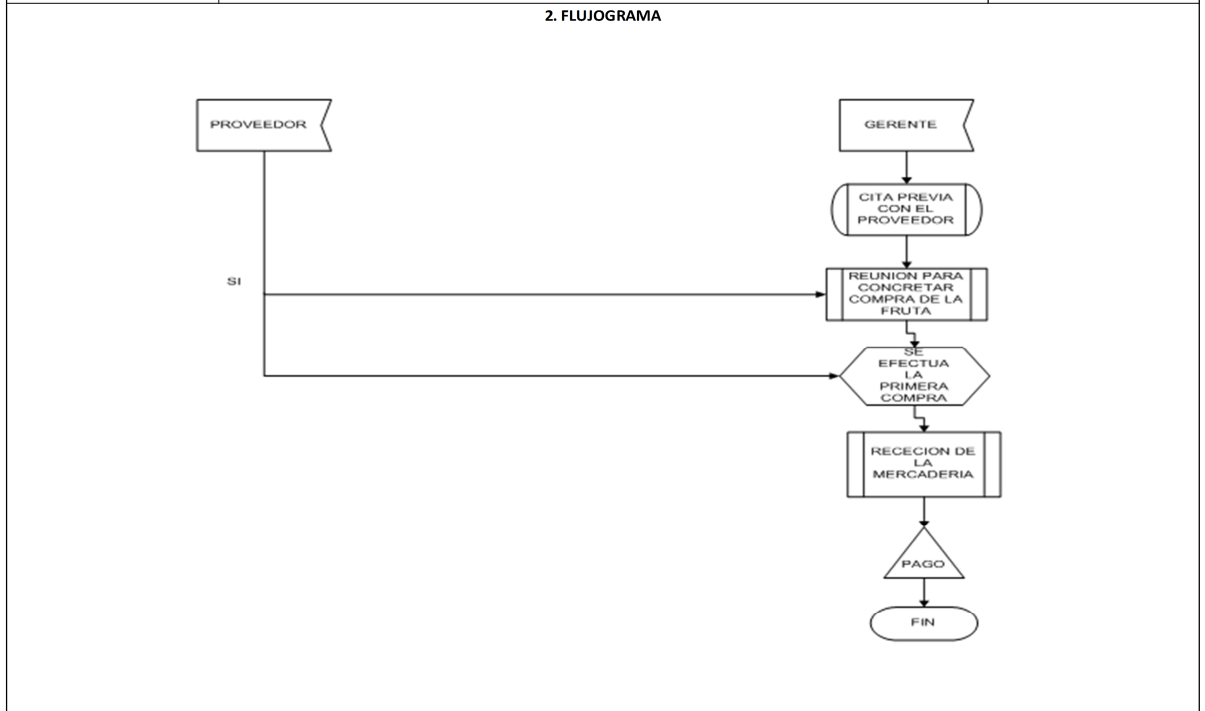 2. FLUJOGRAMA
PROVEEDOR
GERENTE
CITA PREVIA
CON EL
PROVEEDOR
SI
REUNION PARA
CONCRETAR
COMPRA DE LA
FRUTA
SE
EFECTUA
LA
PRIMERA
COMPRA
RECECION DE
LA
MERCADERIA
PAGO
FIN